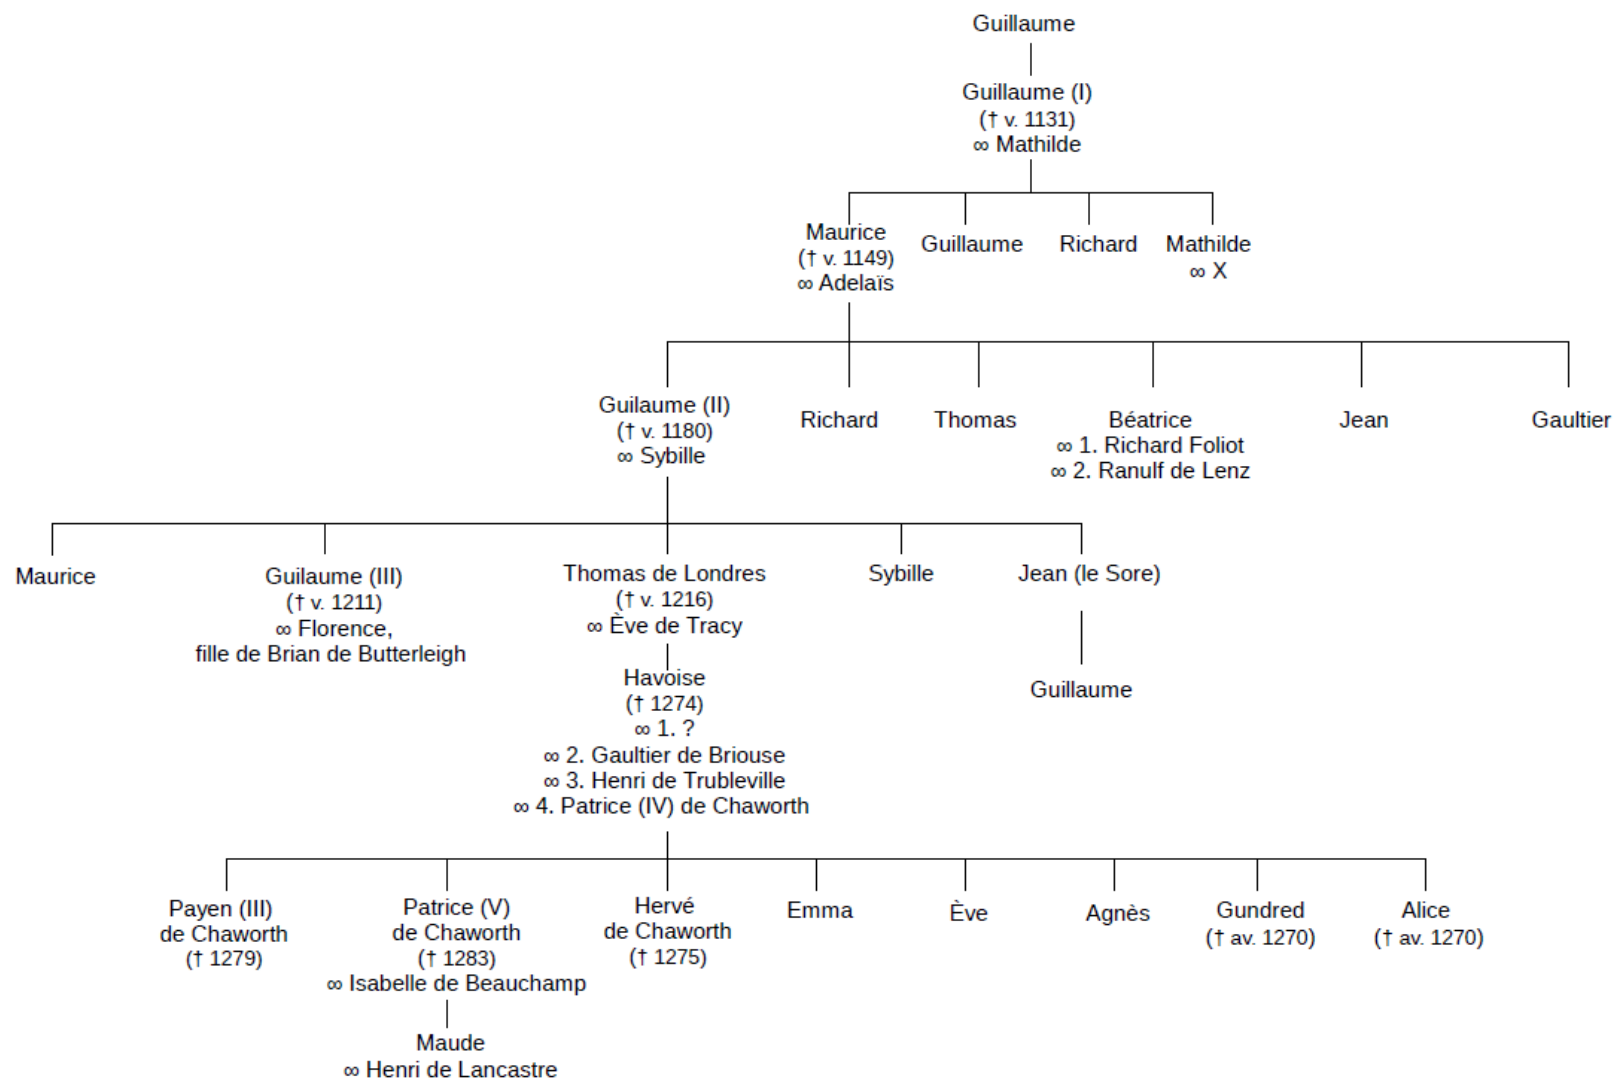 Guillaume
Guillaume (I)
(† v. 1131)
∞ Mathilde
Maurice
(† v. 1149)
∞ Adelaïs
Guillaume
Richard
Mathilde
∞ X
Guilaume (II)
(† v. 1180)
∞ Sybille
Richard
Thomas
Béatrice
∞ 1. Richard Foliot
∞ 2. Ranulf de Lenz
Jean
Gaultier
Maurice
Guilaume (III)
(† v. 1211)
∞ Florence,
fille de Brian de Butterleigh
Thomas de Londres
(† v. 1216)
∞ Ève de Tracy
Sybille
Jean (le Sore)
Havoise
(† 1274)
∞ 1. ?
∞ 2. Gaultier de Briouse
∞ 3. Henri de Trubleville
∞ 4. Patrice (IV) de Chaworth
Guillaume
Payen (III)
de Chaworth
(† 1279)
Patrice (V)
de Chaworth
(† 1283)
∞ Isabelle de Beauchamp
Hervé
de Chaworth
(† 1275)
Emma
Ève
Agnès
Gundred
(† av. 1270)
Alice
(† av. 1270)
Maude
∞ Henri de Lancastre